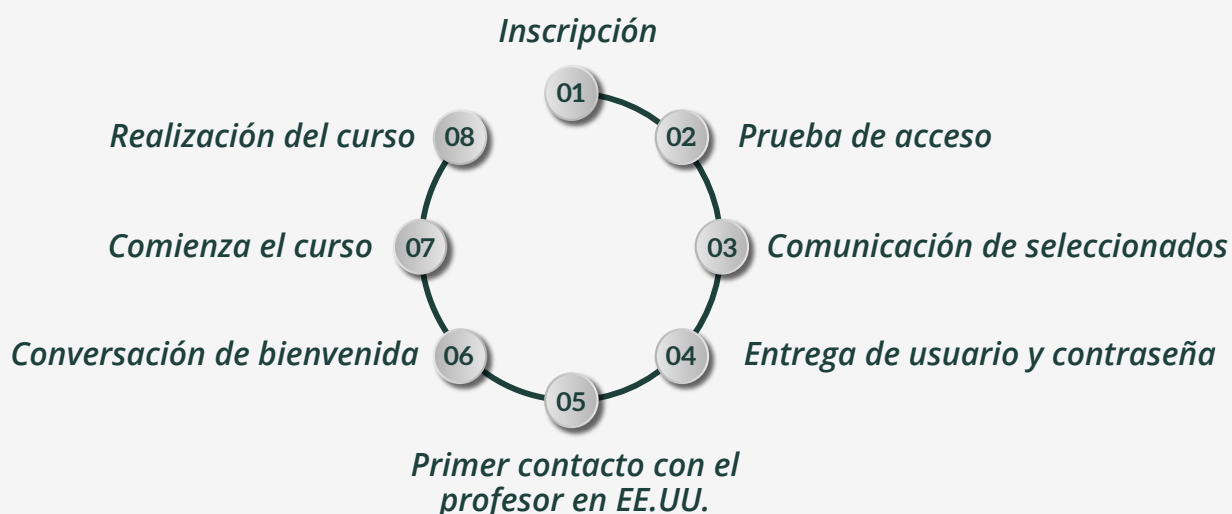 Inscripción
01
02
Prueba de acceso
03
Comunicación de seleccionados
04
Entrega de usuario y contraseña
05
Primer contacto con el
profesor en EE.UU.
06
Conversación de bienvenida
07
Comienza el curso
08
Realización del curso